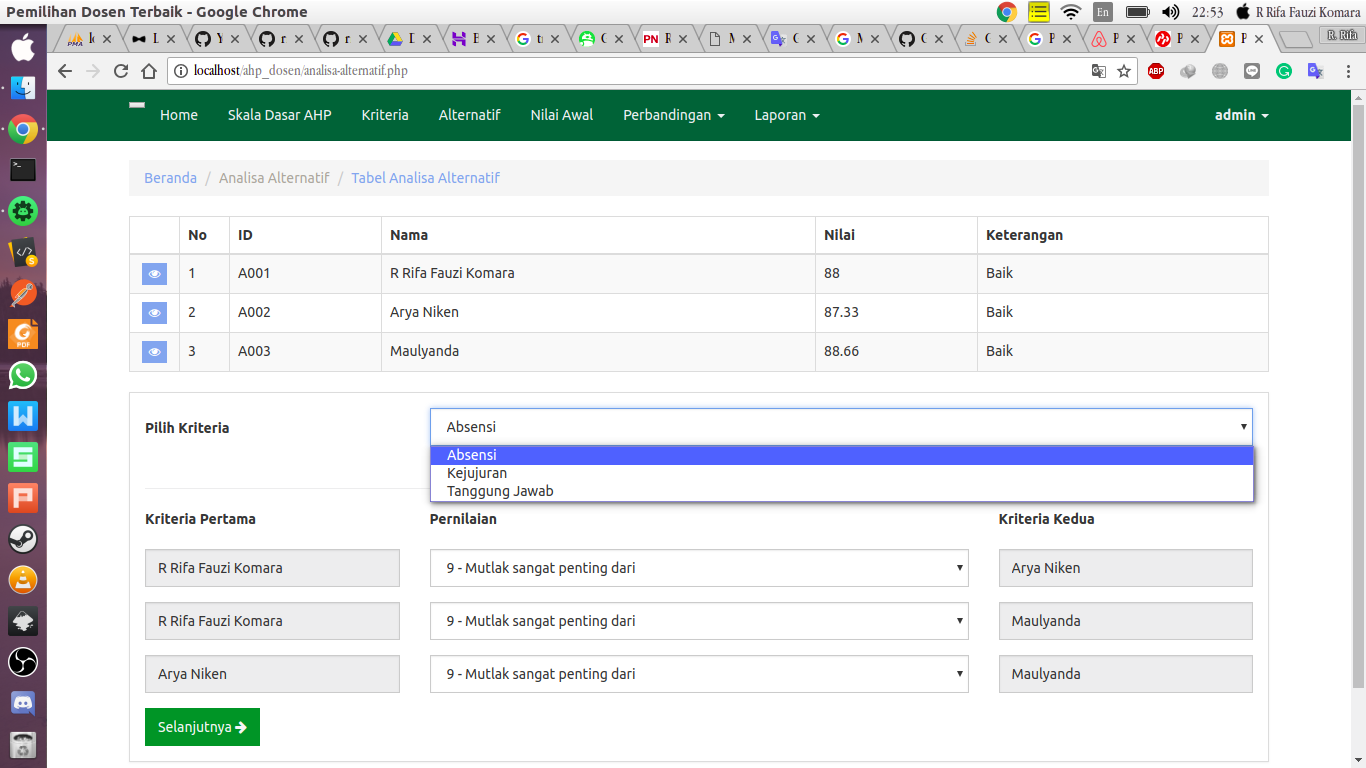 Pemilihan Dosen Terbaik - Google Chrome
En 22:53 R Rifa Fauzi Komara
R. Rifa
localhost/ahp_dosen/analisa-alternatif.php
Home Skala Dasar AHP Kriteria Alternatif Nilai Awal Perbandingan Laporan admin
Beranda / Analisa Alternatif / Tabel Analisa Alternatif
No ID Nama Nilai Keterangan
1 A001 R Rifa Fauzi Komara 88 Baik
2 A002 Arya Niken 87.33 Baik
3 A003 Maulyanda 88.66 Baik
Pilih Kriteria Absensi
Absensi
Kejujuran
Tanggung Jawab
Kriteria Pertama Pernilaian Kriteria Kedua
R Rifa Fauzi Komara 9 - Mutlak sangat penting dari Arya Niken
R Rifa Fauzi Komara 9 - Mutlak sangat penting dari Maulyanda
Arya Niken 9 - Mutlak sangat penting dari Maulyanda
Selanjutnya